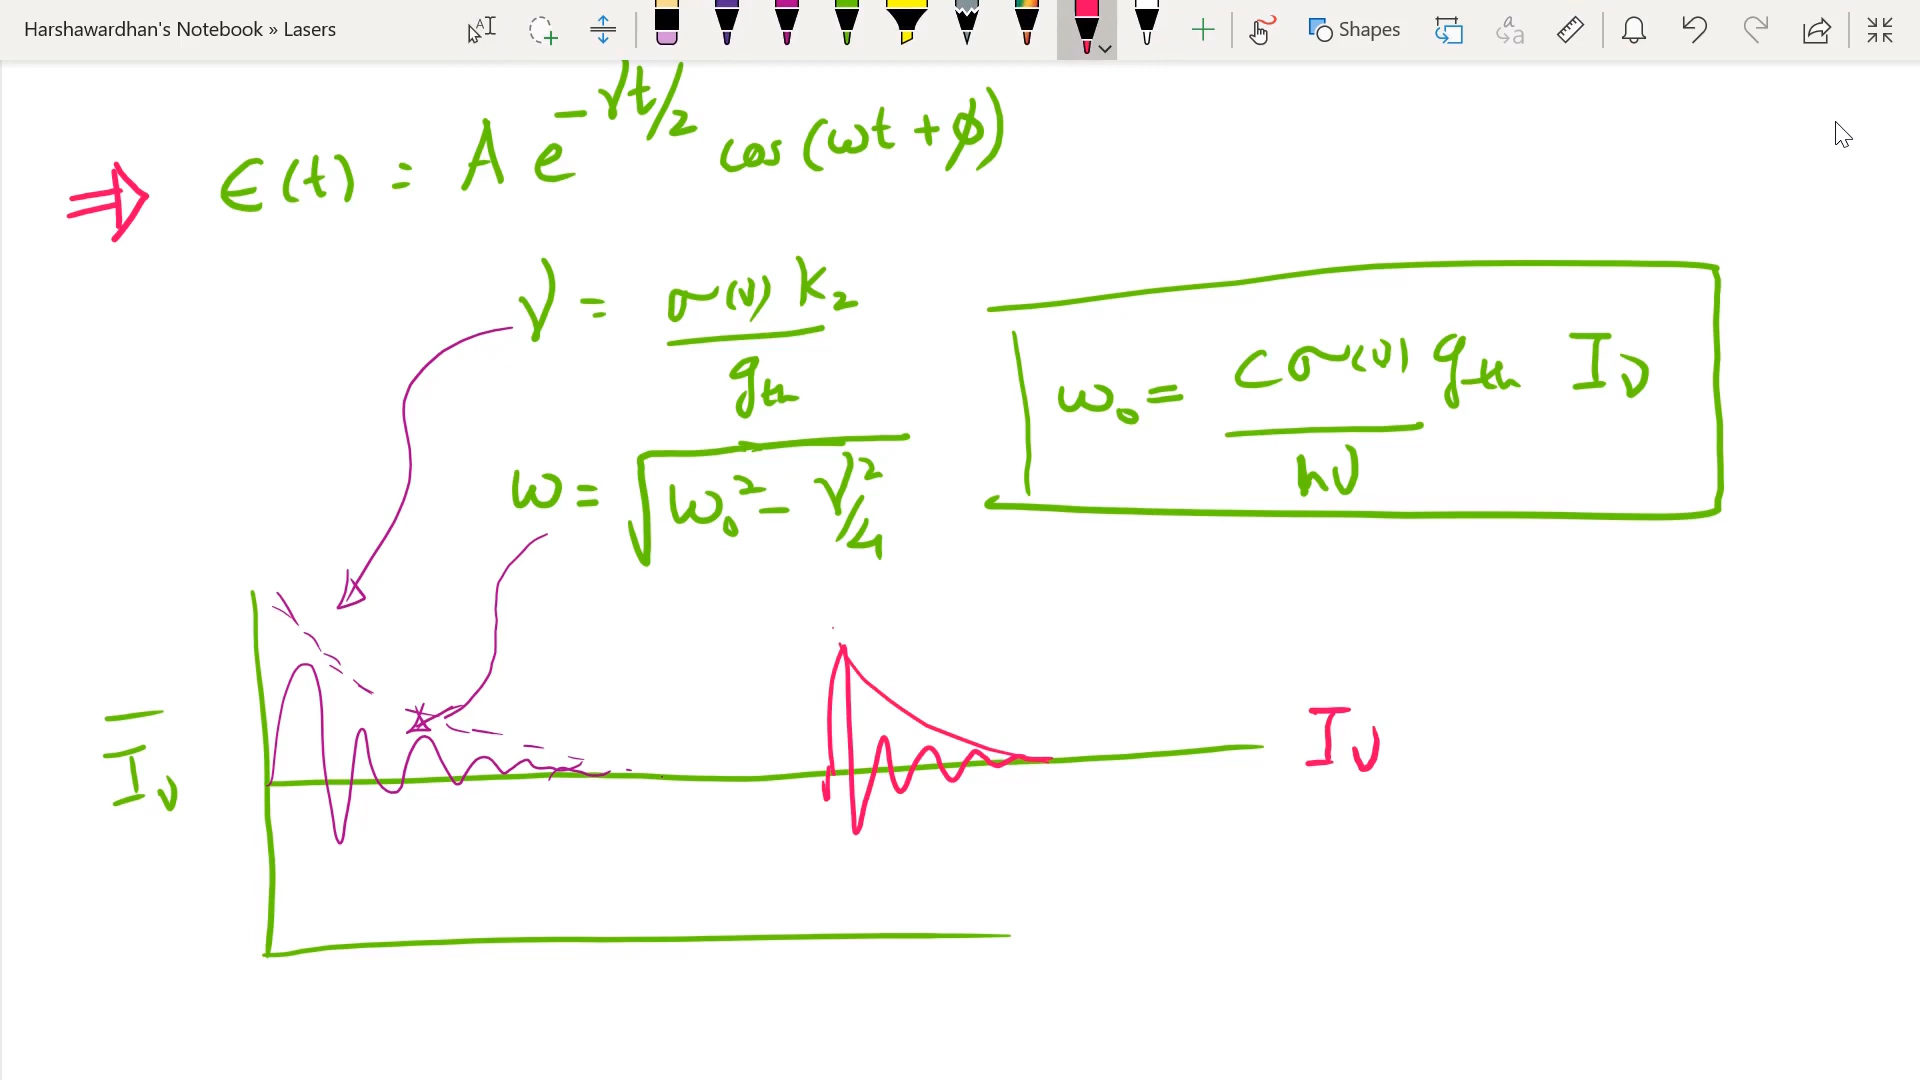 Harshawardhan's Notebook » Lasers
Shapes
⇒ ϵ(t) = A e^{-γt/2} cos(ωt + ϕ)
γ = σ(ν) K₂ / g_th
ω₀ = cσ(ν) g_th I_ν / hν
ω = √(ω₀² - γ²/4)
I_ν
I̅_ν